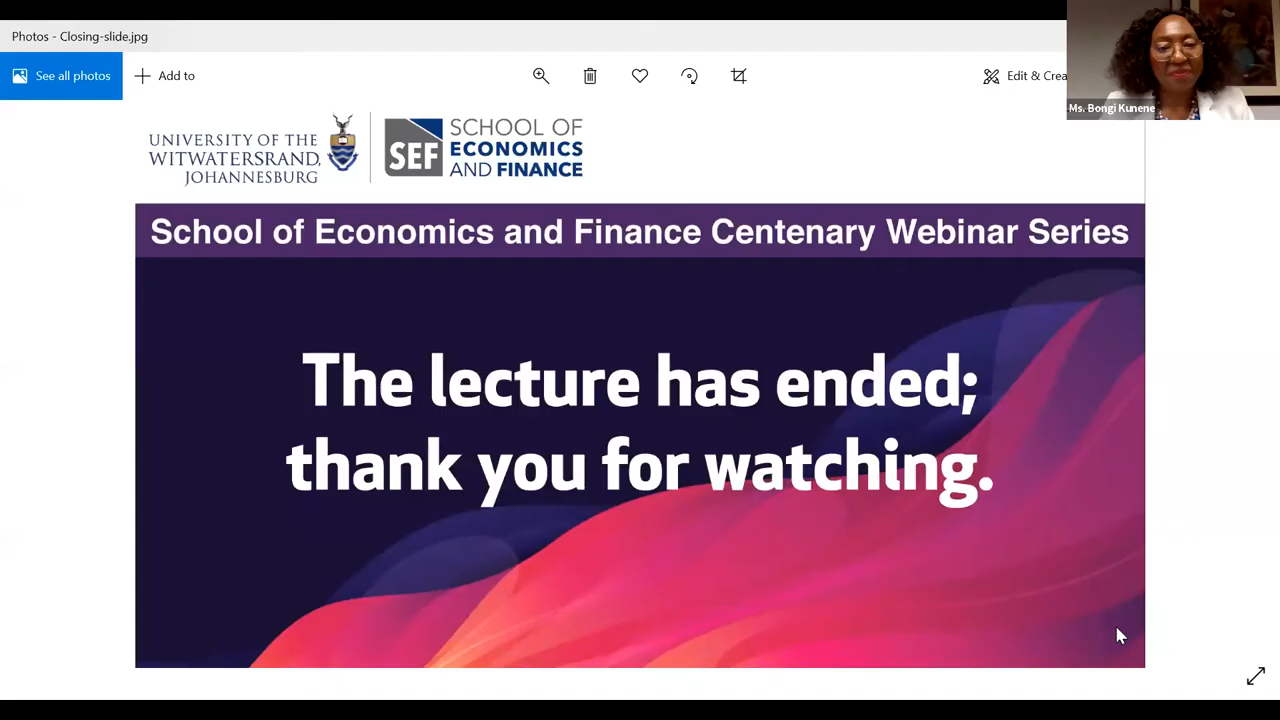 Photos - Closing-slide.jpg
See all photos
Add to
Edit & Crea
Ms. Bongi Kunene
UNIVERSITY OF THE
WITWATERSRAND,
JOHANNESBURG
SEF
SCHOOL OF
ECONOMICS
AND FINANCE
School of Economics and Finance Centenary Webinar Series
The lecture has ended;
thank you for watching.